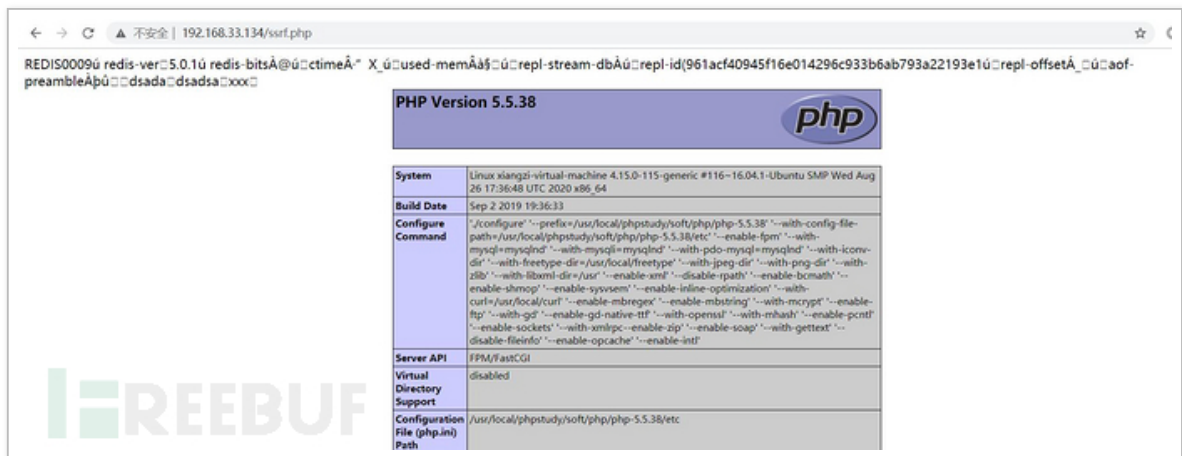 不安全 | 192.168.33.134/ssrf.php
REDIS0009ú redis-ver□5.0.1ú redis-bitsÀ@ú□ctimeÂ-" X_ú□used-memÂà§□ú□repl-stream-dbÀú□repl-id(961acf40945f16e014296c933b6ab793a22193e1ú□repl-offsetÁ_□ú□aof-
preambleÀþû□□dsada□dsadsa□xxx□
PHP Version 5.5.38
php
System
Linux xiangzi-virtual-machine 4.15.0-115-generic #116~16.04.1-Ubuntu SMP Wed Aug
26 17:36:48 UTC 2020 x86_64
Build Date
Sep 2 2019 19:36:33
Configure
Command
'./configure' '--prefix=/usr/local/phpstudy/soft/php/php-5.5.38' '--with-config-file-
path=/usr/local/phpstudy/soft/php/php-5.5.38/etc' '--enable-fpm' '--with-
mysql=mysqlnd' '--with-mysqli=mysqlnd' '--with-pdo-mysql=mysqlnd' '--with-iconv-
dir' '--with-freetype-dir=/usr/local/freetype' '--with-jpeg-dir' '--with-png-dir' '--with-
zlib' '--with-libxml-dir=/usr' '--enable-xml' '--disable-rpath' '--enable-bcmath' '--
enable-shmop' '--enable-sysvsem' '--enable-inline-optimization' '--with-
curl=/usr/local/curl' '--enable-mbregex' '--enable-mbstring' '--with-mcrypt' '--enable-
ftp' '--with-gd' '--enable-gd-native-ttf' '--with-openssl' '--with-mhash' '--enable-pcntl'
'--enable-sockets' '--with-xmlrpc--enable-zip' '--enable-soap' '--with-gettext' '--
disable-fileinfo' '--enable-opcache' '--enable-intl'
Server API
FPM/FastCGI
Virtual
Directory
Support
disabled
Configuration
File (php.ini)
Path
/usr/local/phpstudy/soft/php/php-5.5.38/etc
FREEBUF